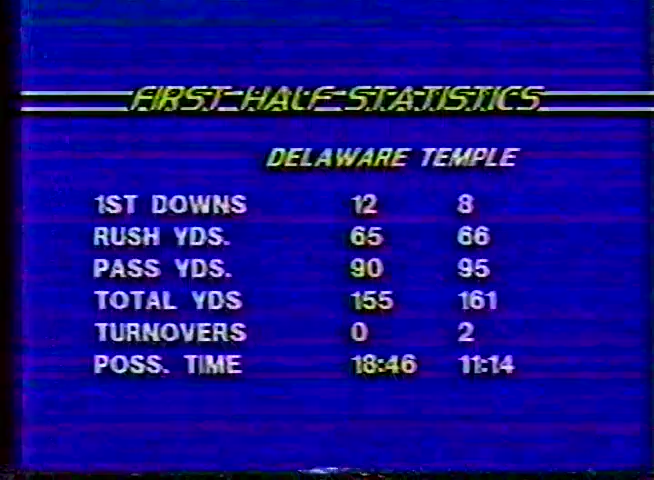 FIRST HALF STATISTICS
DELAWARE TEMPLE
1ST DOWNS 12 8
RUSH YDS. 65 66
PASS YDS. 90 95
TOTAL YDS 155 161
TURNOVERS 0 2
POSS. TIME 18:46 11:14